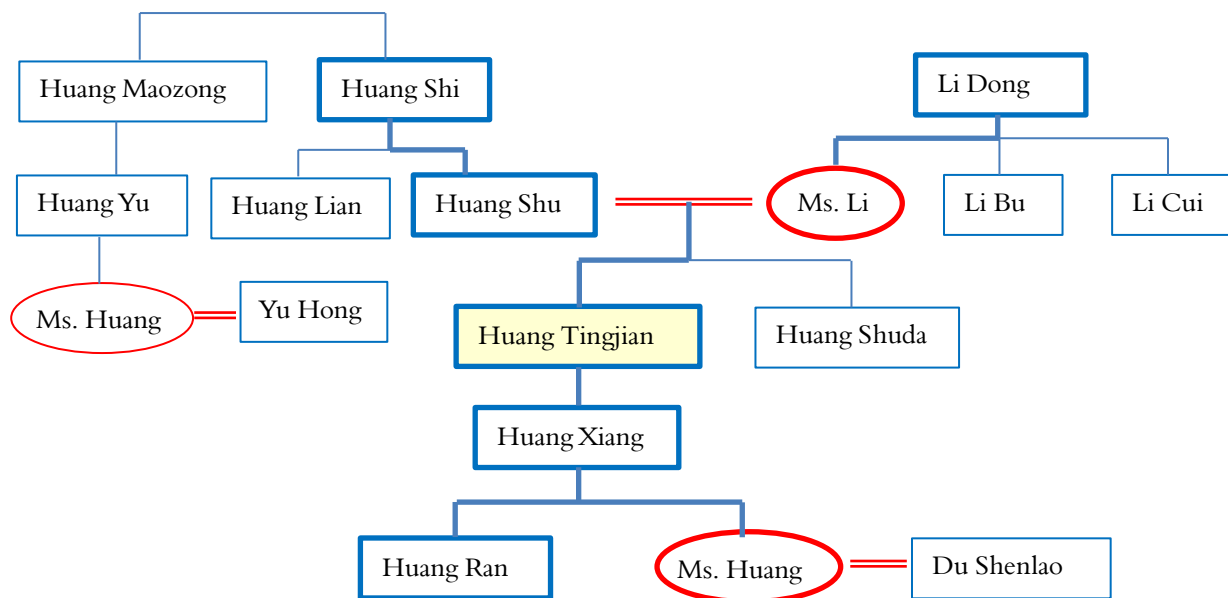 Huang Maozong
Huang Shi
Li Dong
Huang Yu
Huang Lian
Huang Shu
Ms. Li
Li Bu
Li Cui
Ms. Huang
Yu Hong
Huang Tingjian
Huang Shuda
Huang Xiang
Huang Ran
Ms. Huang
Du Shenlao